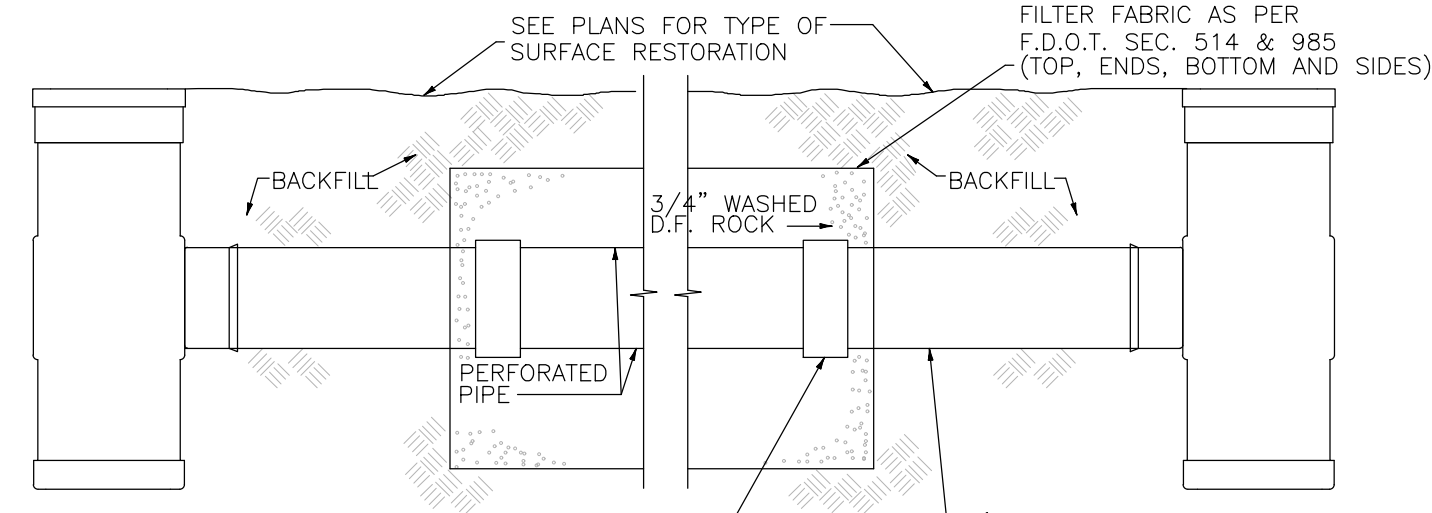 SEE PLANS FOR TYPE OF
SURFACE RESTORATION
FILTER FABRIC AS PER
F.D.O.T. SEC. 514 & 985
(TOP, ENDS, BOTTOM AND SIDES)
BACKFILL
3/4" WASHED
D.F. ROCK
BACKFILL
PERFORATED
PIPE